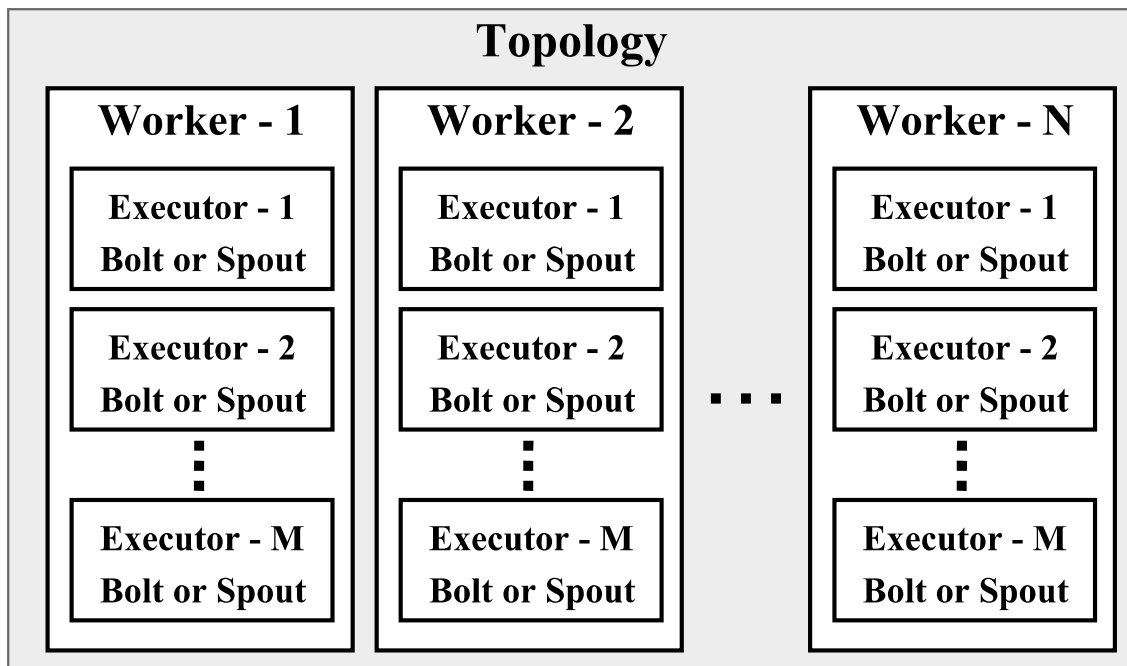 Topology
Worker - 1
Executor - 1
Bolt or Spout
Executor - 2
Bolt or Spout
Executor - M
Bolt or Spout
Worker - 2
Executor - 1
Bolt or Spout
Executor - 2
Bolt or Spout
Executor - M
Bolt or Spout
Worker - N
Executor - 1
Bolt or Spout
Executor - 2
Bolt or Spout
Executor - M
Bolt or Spout